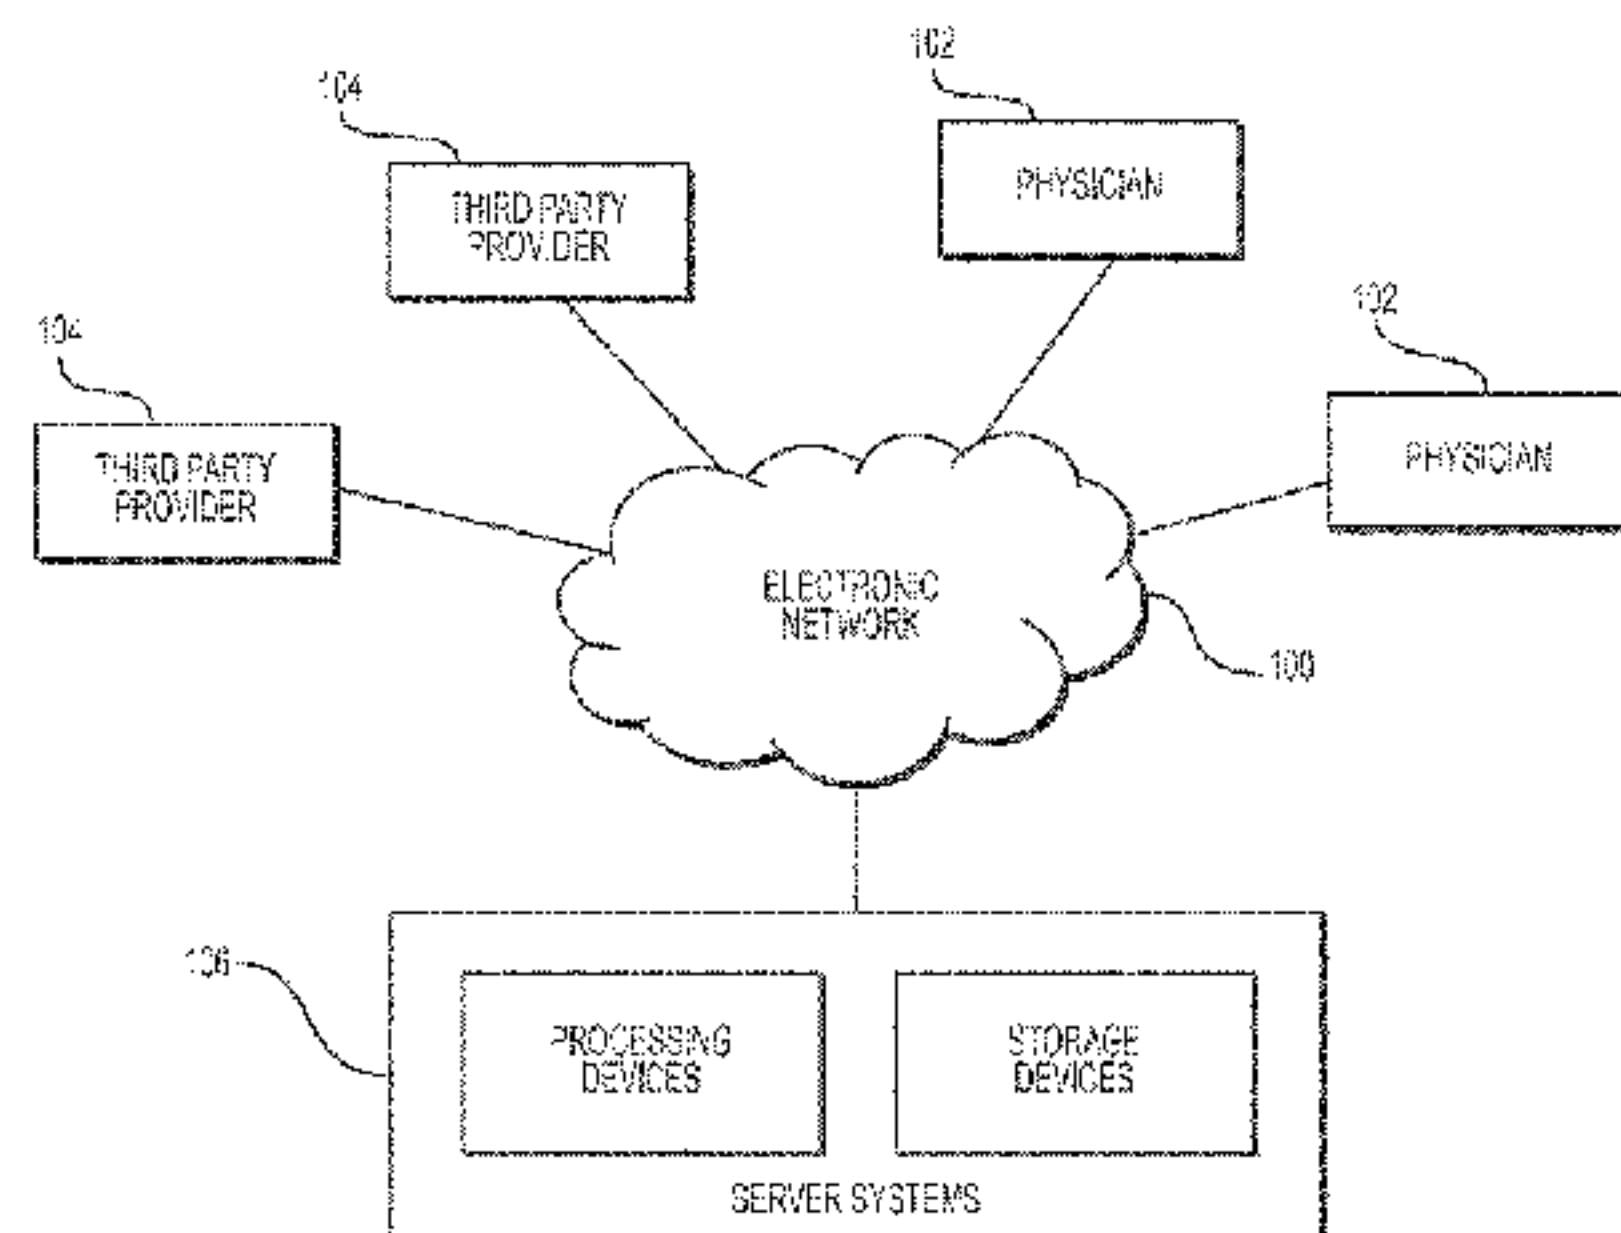 102
104
PHYSICIAN
THIRD PARTY
PROVIDER
102
104
PHYSICIAN
THIRD PARTY
PROVIDER
ELECTRONIC
NETWORK
100
106
PROCESSING
DEVICES
STORAGE
DEVICES
SERVER SYSTEMS